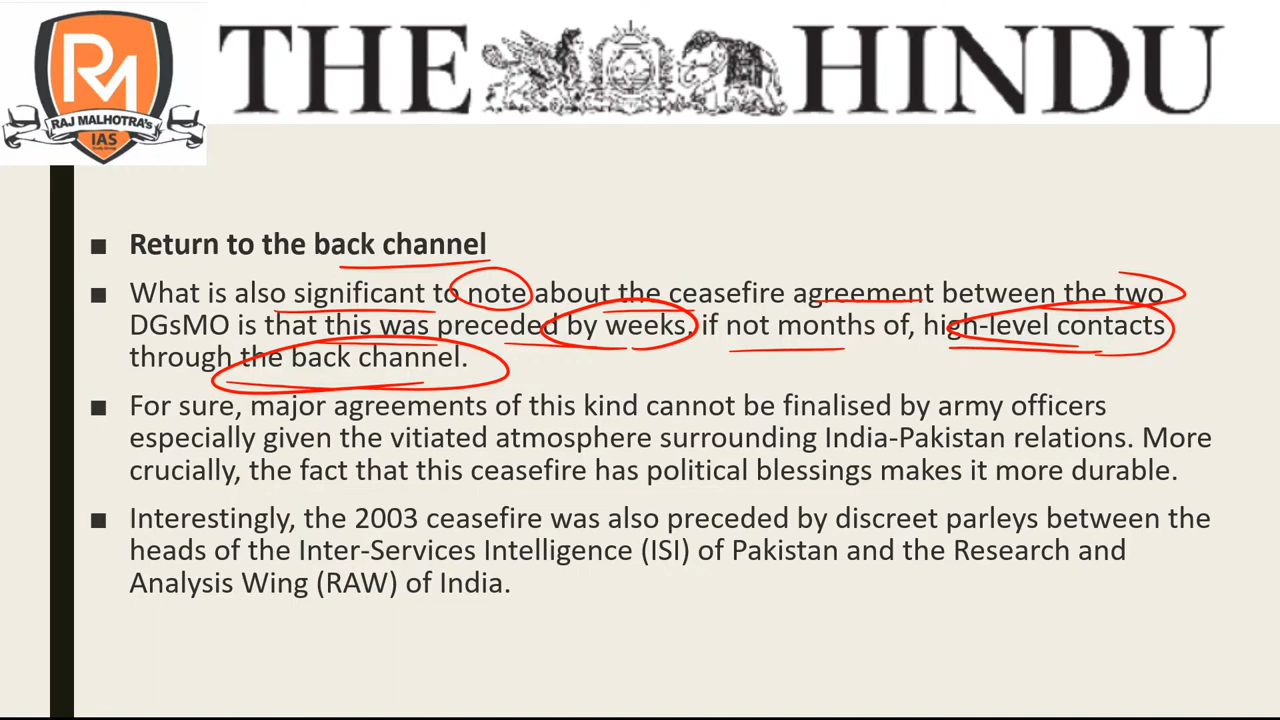 RM
RAJ MALHOTRA'S
IAS
Study Group
THE HINDU
Return to the back channel
What is also significant to note about the ceasefire agreement between the two
DGsMO is that this was preceded by weeks, if not months of, high-level contacts
through the back channel.
For sure, major agreements of this kind cannot be finalised by army officers
especially given the vitiated atmosphere surrounding India-Pakistan relations. More
crucially, the fact that this ceasefire has political blessings makes it more durable.
Interestingly, the 2003 ceasefire was also preceded by discreet parleys between the
heads of the Inter-Services Intelligence (ISI) of Pakistan and the Research and
Analysis Wing (RAW) of India.